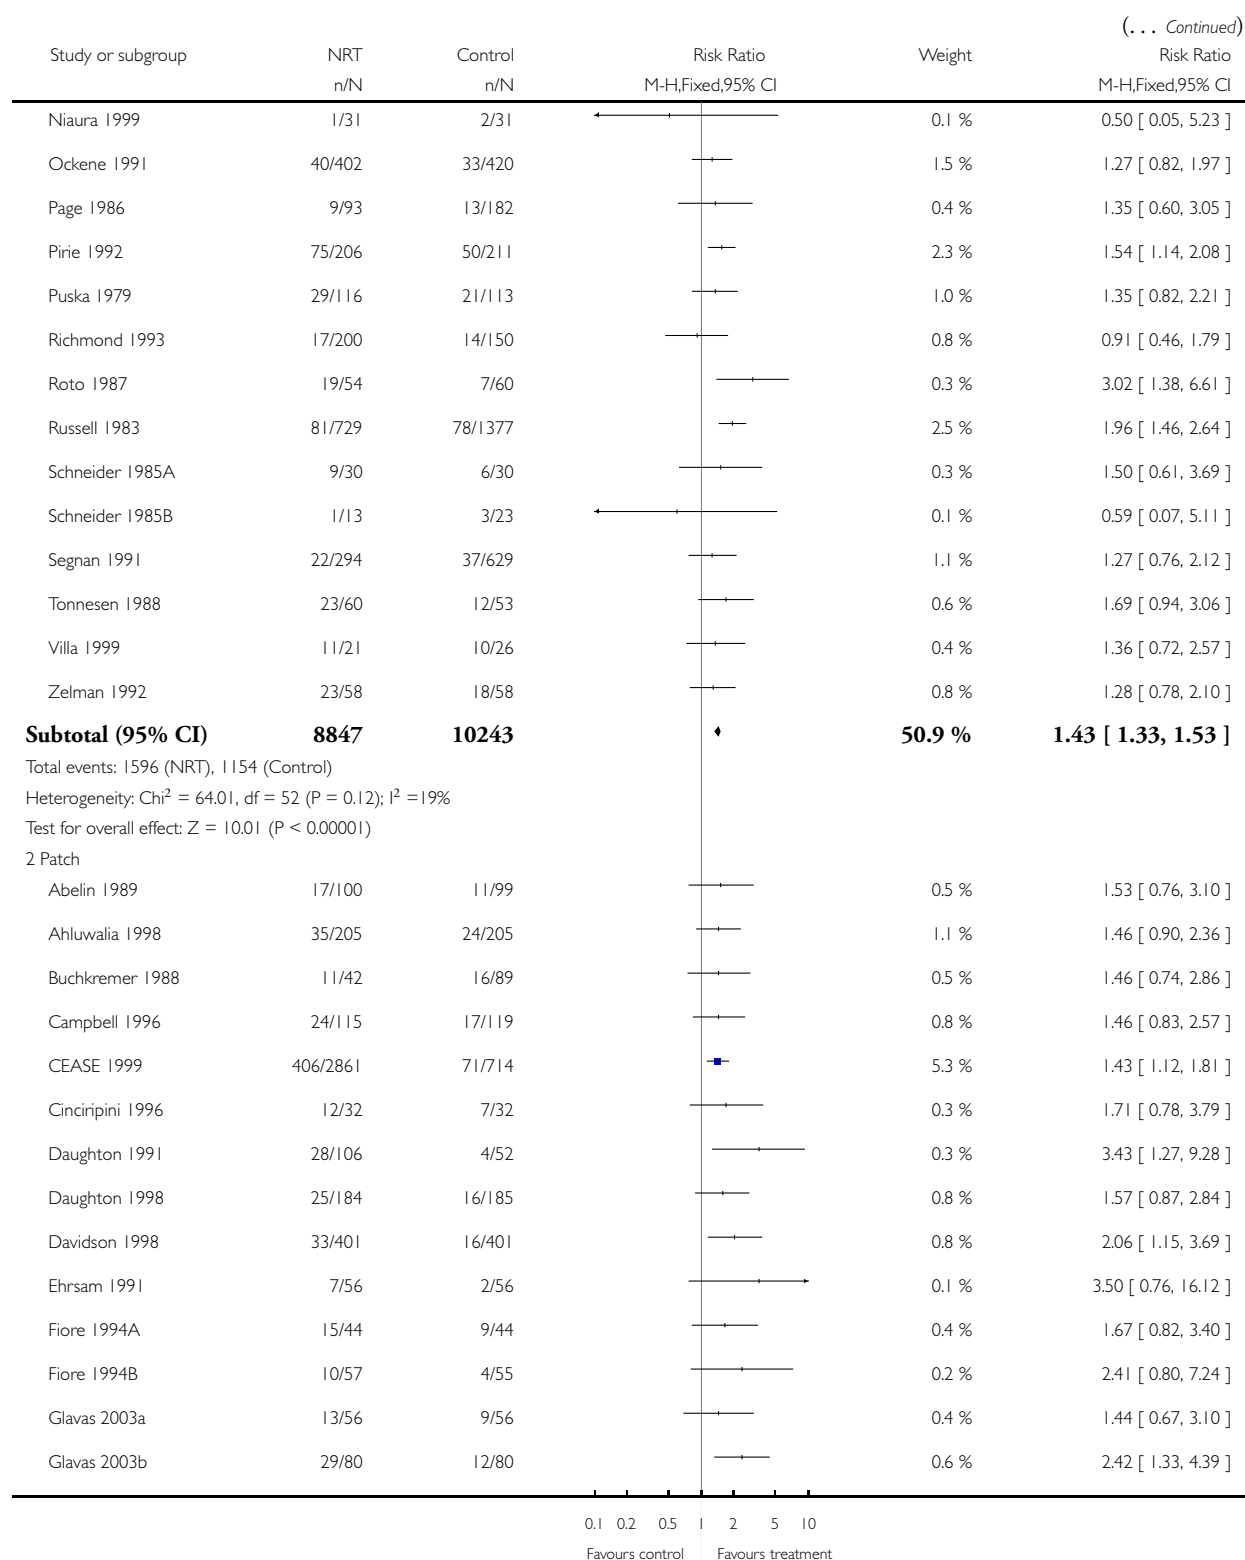 (... Continued)
Study or subgroup NRT Control Risk Ratio Weight Risk Ratio
n/N n/N M-H,Fixed,95% CI M-H,Fixed,95% CI
Niaura 1999 1/31 2/31 0.1 % 0.50 [ 0.05, 5.23 ]
Ockene 1991 40/402 33/420 1.5 % 1.27 [ 0.82, 1.97 ]
Page 1986 9/93 13/182 0.4 % 1.35 [ 0.60, 3.05 ]
Pirie 1992 75/206 50/211 2.3 % 1.54 [ 1.14, 2.08 ]
Puska 1979 29/116 21/113 1.0 % 1.35 [ 0.82, 2.21 ]
Richmond 1993 17/200 14/150 0.8 % 0.91 [ 0.46, 1.79 ]
Roto 1987 19/54 7/60 0.3 % 3.02 [ 1.38, 6.61 ]
Russell 1983 81/729 78/1377 2.5 % 1.96 [ 1.46, 2.64 ]
Schneider 1985A 9/30 6/30 0.3 % 1.50 [ 0.61, 3.69 ]
Schneider 1985B 1/13 3/23 0.1 % 0.59 [ 0.07, 5.11 ]
Segnan 1991 22/294 37/629 1.1 % 1.27 [ 0.76, 2.12 ]
Tonnesen 1988 23/60 12/53 0.6 % 1.69 [ 0.94, 3.06 ]
Villa 1999 11/21 10/26 0.4 % 1.36 [ 0.72, 2.57 ]
Zelman 1992 23/58 18/58 0.8 % 1.28 [ 0.78, 2.10 ]
Subtotal (95% CI) 8847 10243 50.9 % 1.43 [ 1.33, 1.53 ]
Total events: 1596 (NRT), 1154 (Control)
Heterogeneity: Chi² = 64.01, df = 52 (P = 0.12); I² =19%
Test for overall effect: Z = 10.01 (P < 0.00001)
2 Patch
Abelin 1989 17/100 11/99 0.5 % 1.53 [ 0.76, 3.10 ]
Ahluwalia 1998 35/205 24/205 1.1 % 1.46 [ 0.90, 2.36 ]
Buchkremer 1988 11/42 16/89 0.5 % 1.46 [ 0.74, 2.86 ]
Campbell 1996 24/115 17/119 0.8 % 1.46 [ 0.83, 2.57 ]
CEASE 1999 406/2861 71/714 5.3 % 1.43 [ 1.12, 1.81 ]
Cinciripini 1996 12/32 7/32 0.3 % 1.71 [ 0.78, 3.79 ]
Daughton 1991 28/106 4/52 0.3 % 3.43 [ 1.27, 9.28 ]
Daughton 1998 25/184 16/185 0.8 % 1.57 [ 0.87, 2.84 ]
Davidson 1998 33/401 16/401 0.8 % 2.06 [ 1.15, 3.69 ]
Ehrsam 1991 7/56 2/56 0.1 % 3.50 [ 0.76, 16.12 ]
Fiore 1994A 15/44 9/44 0.4 % 1.67 [ 0.82, 3.40 ]
Fiore 1994B 10/57 4/55 0.2 % 2.41 [ 0.80, 7.24 ]
Glavas 2003a 13/56 9/56 0.4 % 1.44 [ 0.67, 3.10 ]
Glavas 2003b 29/80 12/80 0.6 % 2.42 [ 1.33, 4.39 ]
0.1 0.2 0.5 1 2 5 10
Favours control Favours treatment